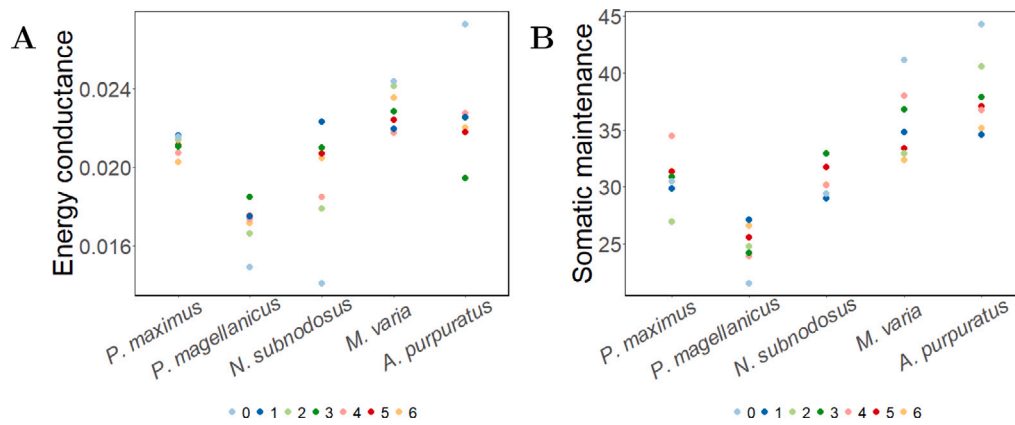 A
Energy conductance
0.024
0.020
0.016
P. maximus
P. magellanicus
N. subnodosus
M. varia
A. purpuratus
0 1 2 3 4 5 6
B
Somatic maintenance
45
40
35
30
25
P. maximus
P. magellanicus
N. subnodosus
M. varia
A. purpuratus
0 1 2 3 4 5 6